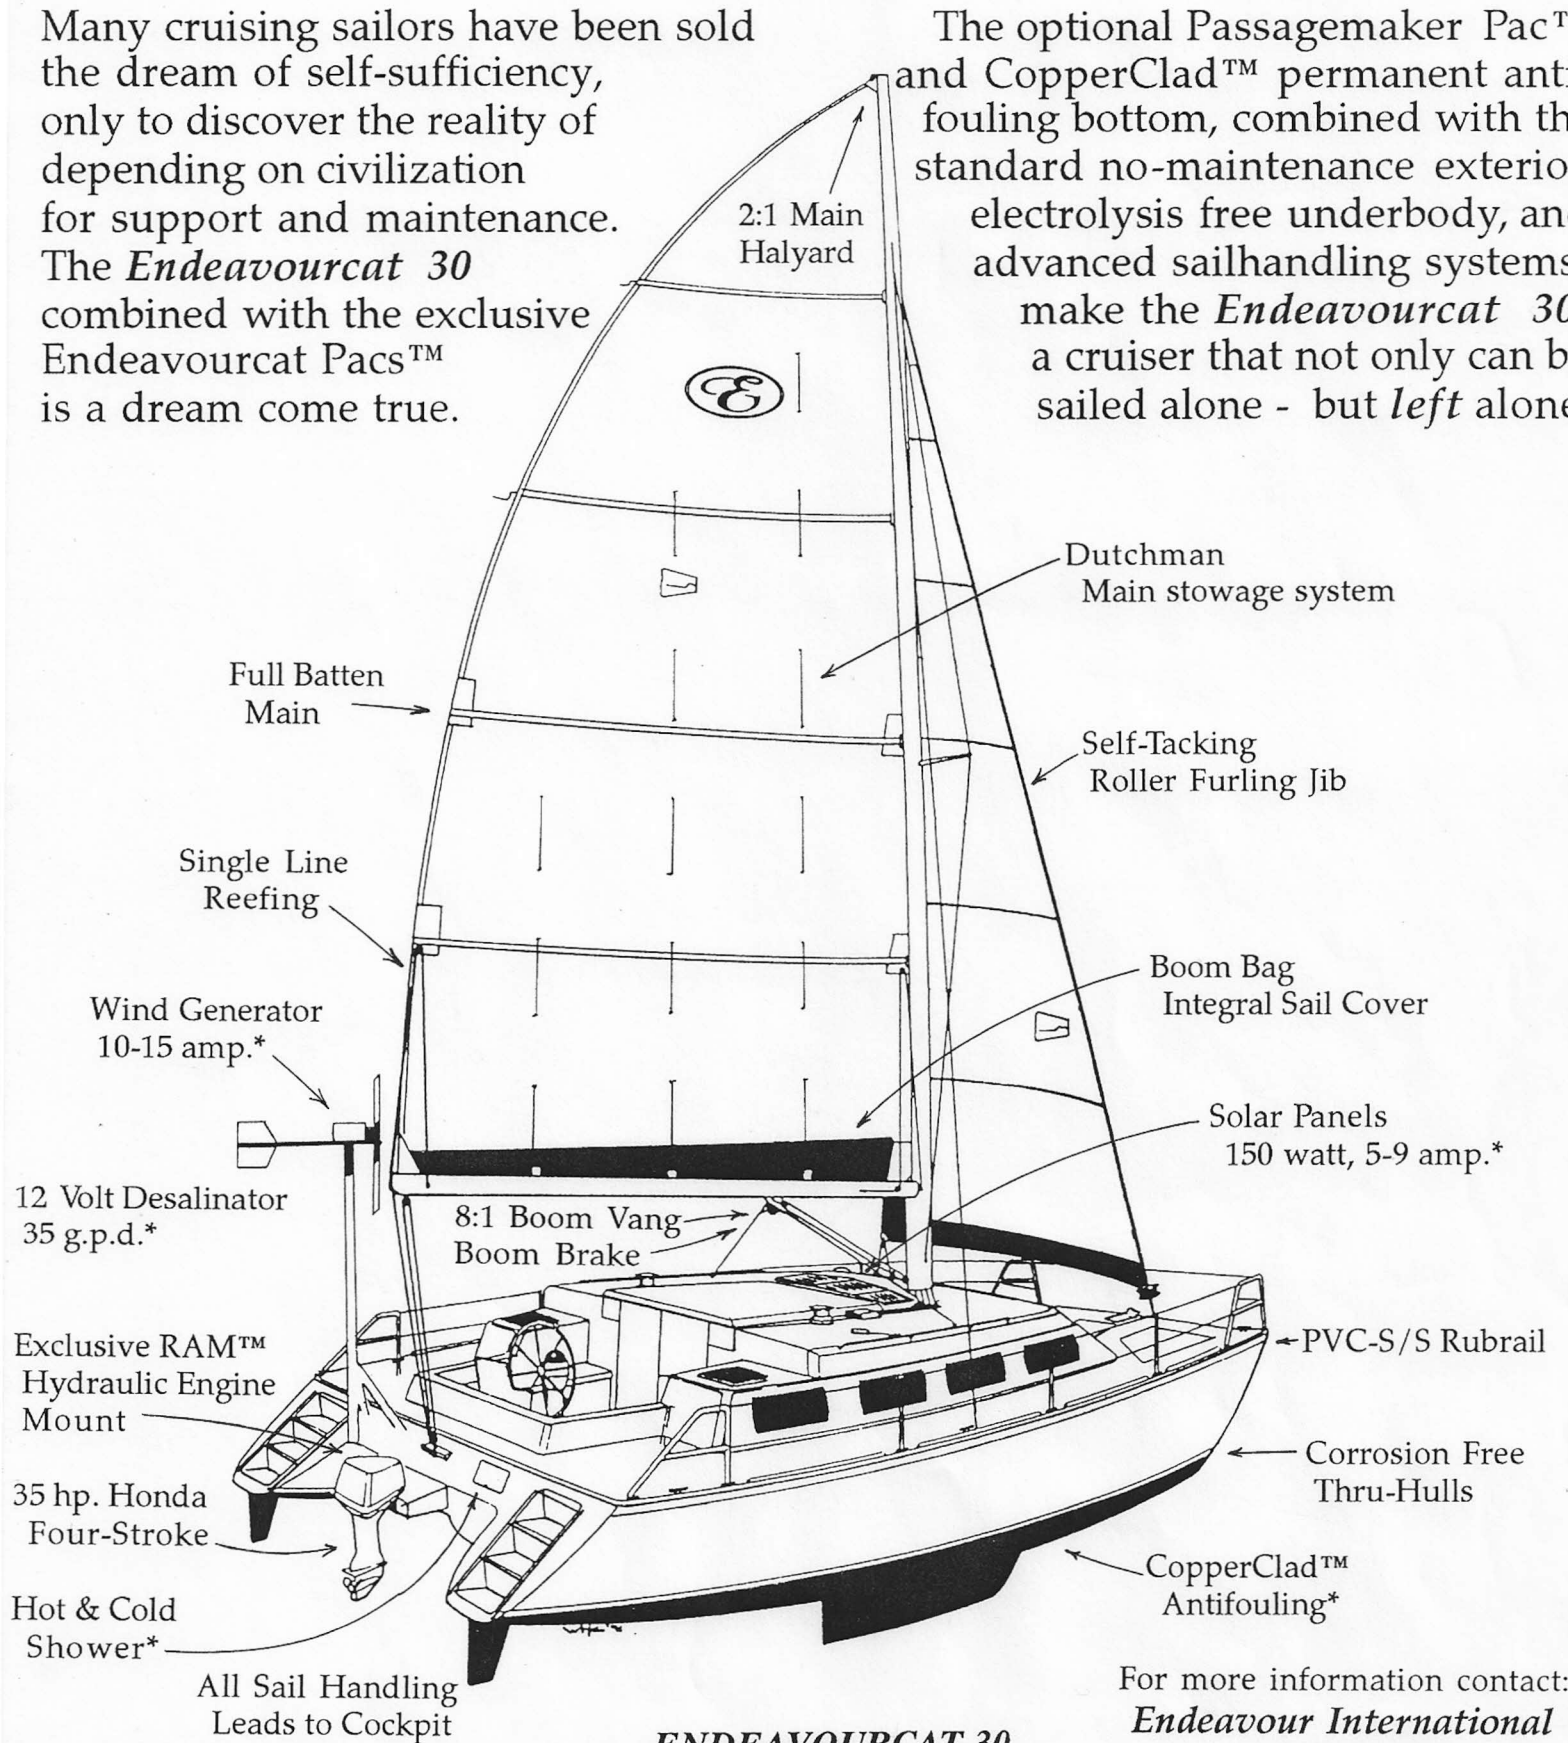 Many cruising sailors have been sold
the dream of self-sufficiency,
only to discover the reality of
depending on civilization
for support and maintenance.
The Endeavourcat 30
combined with the exclusive
Endeavourcat Pacs™
is a dream come true.
The optional Passagemaker Pac™
and CopperClad™ permanent anti
fouling bottom, combined with th
standard no-maintenance exterio
electrolysis free underbody, an
advanced sailhandling systems
make the Endeavourcat 30
a cruiser that not only can b
sailed alone - but left alone
2:1 Main
Halyard
E
Dutchman
Main stowage system
Full Batten
Main
Self-Tacking
Roller Furling Jib
Single Line
Reefing
Boom Bag
Integral Sail Cover
Wind Generator
10-15 amp.*
Solar Panels
150 watt, 5-9 amp.*
12 Volt Desalinator
35 g.p.d.*
8:1 Boom Vang
Boom Brake
Exclusive RAM™
Hydraulic Engine
Mount
PVC-S/S Rubrail
35 hp. Honda
Four-Stroke
Corrosion Free
Thru-Hulls
Hot & Cold
Shower*
CopperClad™
Antifouling*
All Sail Handling
Leads to Cockpit
ENDEAVOURCAT 30
For more information contact:
Endeavour International